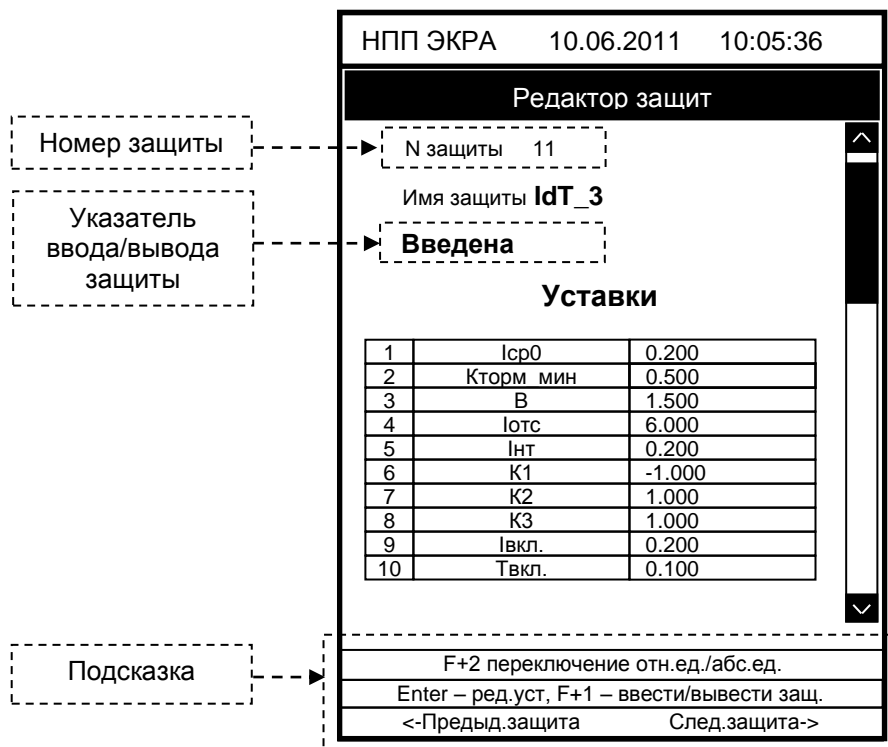 НПП ЭКРА 10.06.2011 10:05:36
Редактор защит
Номер защиты
N защиты 11
Имя защиты IdT_3
Указатель
ввода/вывода
защиты
Введена
Уставки
1 Iср0 0.200
2 Кторм_мин 0.500
3 В 1.500
4 Iотс 6.000
5 Iнт 0.200
6 К1 -1.000
7 К2 1.000
8 К3 1.000
9 Iвкл. 0.200
10 Твкл. 0.100
Подсказка
F+2 переключение отн.ед./абс.ед.
Enter – ред.уст, F+1 – ввести/вывести защ.
<-Предыд.защита След.защита->